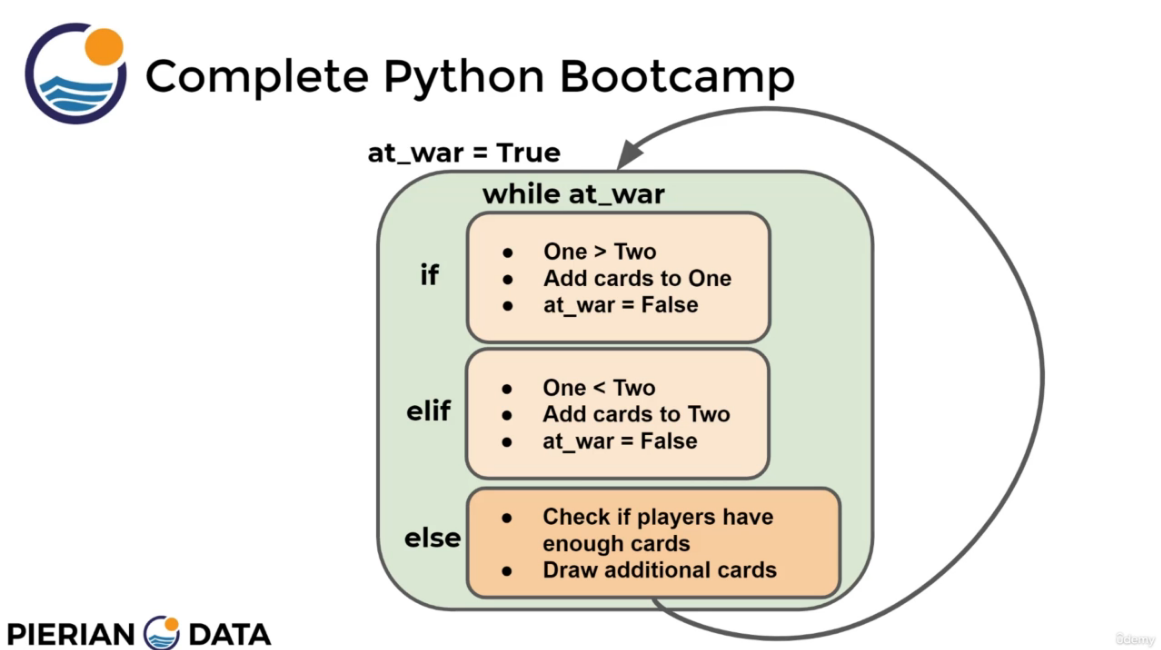 Complete Python Bootcamp
at_war = True
while at_war
if
● One > Two
● Add cards to One
● at_war = False
elif
● One < Two
● Add cards to Two
● at_war = False
else
● Check if players have
enough cards
● Draw additional cards
PIERIAN DATA
ûdemy